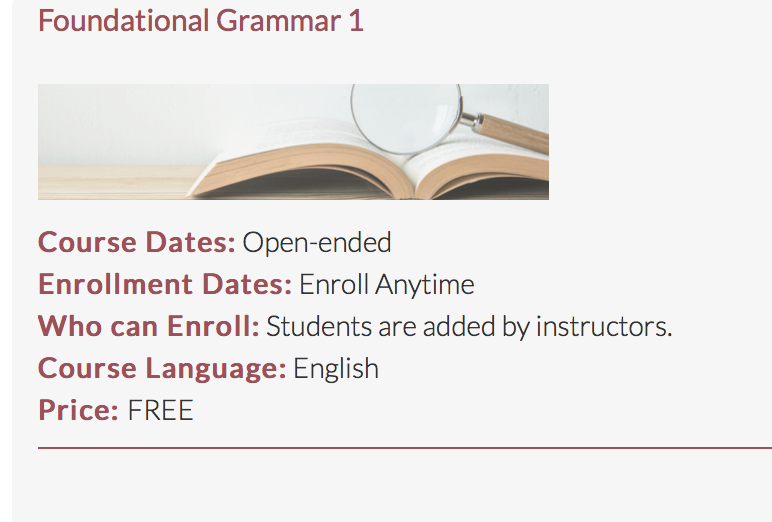 Foundational Grammar 1
Course Dates: Open-ended
Enrollment Dates: Enroll Anytime
Who can Enroll: Students are added by instructors.
Course Language: English
Price: FREE